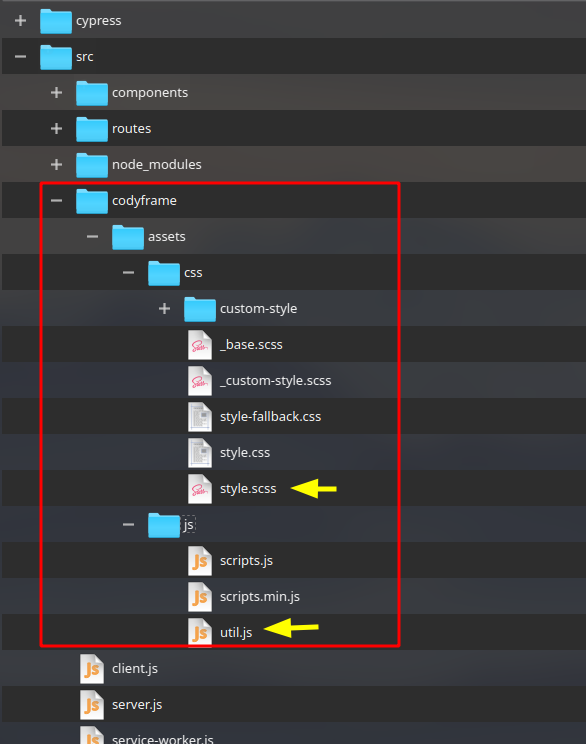 cypress
src
components
routes
node_modules
codyframe
assets
css
custom-style
_base.scss
_custom-style.scss
style-fallback.css
style.css
style.scss
js
scripts.js
scripts.min.js
util.js
client.js
server.js
service-worker.js